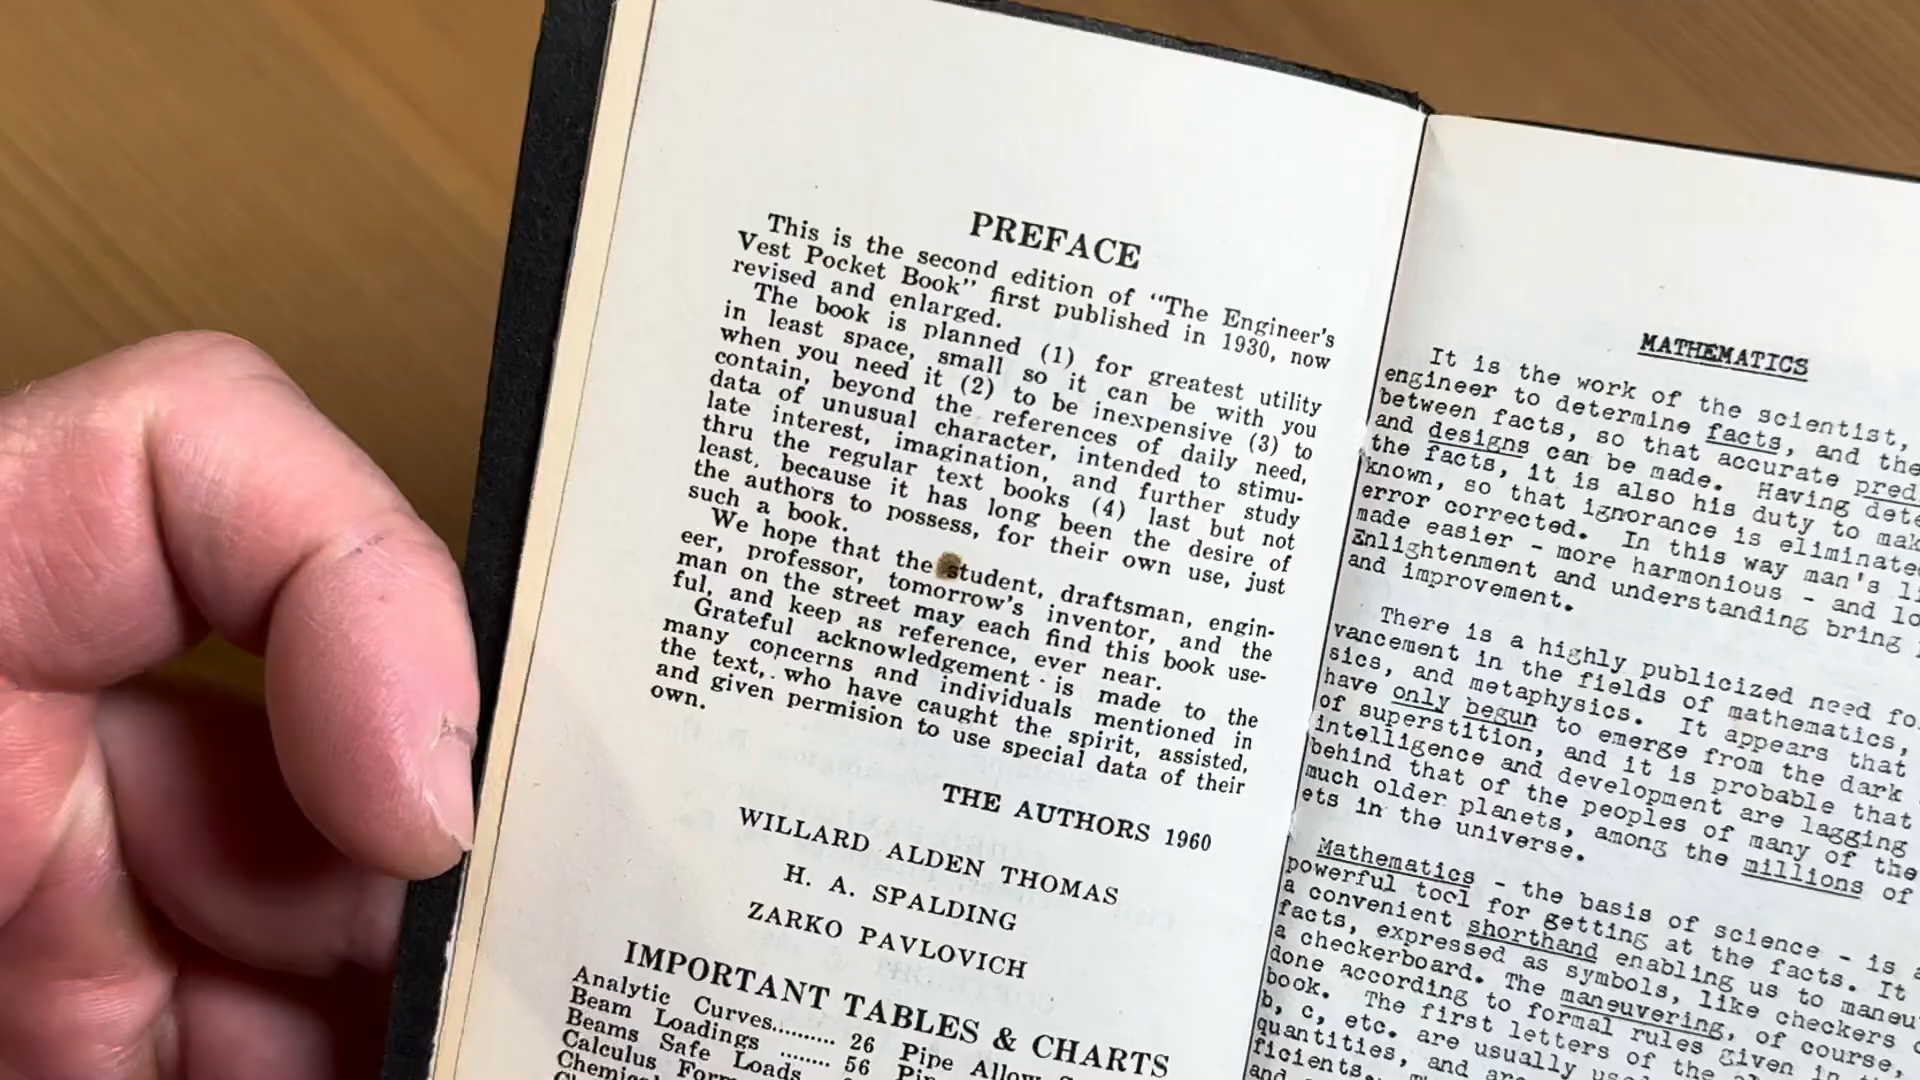 PREFACE
This is the second edition of "The Engineer's
Vest Pocket Book" first published in 1930, now
revised and enlarged.
The book is planned (1) for greatest utility
in least space, small so it can be with you
when you need it (2) to be inexpensive (3) to
contain, beyond the references of daily need,
data of unusual character, intended to stimu-
late interest, imagination, and further study
thru the regular text books (4) last but not
least, because it has long been the desire of
the authors to possess, for their own use, just
such a book.
We hope that the student, draftsman, engin-
eer, professor, tomorrow's inventor, and the
man on the street may each find this book use-
ful, and keep as reference, ever near.
Grateful acknowledgement is made to the
many concerns and individuals mentioned in
the text, who have caught the spirit, assisted,
and given permision to use special data of their
own.
THE AUTHORS 1960
WILLARD ALDEN THOMAS
H. A. SPALDING
ZARKO PAVLOVICH
IMPORTANT TABLES & CHARTS
Analytic Curves......... 26 Pipe Allow
Beam Loadings ........ 56
Beams Safe Loads
Calculus Form
MATHEMATICS
It is the work of the scientist,
engineer to determine facts, and the
between facts, so that accurate pred
and designs can be made. Having dete
the facts, it is also his duty to mak
known, so that ignorance is eliminate
error corrected. In this way man's li
made easier - more harmonious - and lo
Enlightenment and understanding bring
and improvement.
There is a highly publicized need fo
vancement in the fields of mathematics,
sics, and metaphysics. It appears that
have only begun to emerge from the dark
of superstition, and it is probable that
intelligence and development are lagging
behind that of the peoples of many of the
much older planets, among the millions of
ets in the universe.
Mathematics - the basis of science - is a
powerful tool for getting at the facts. It
a convenient shorthand enabling us to maneu
facts, expressed as symbols, like checkers
a checkerboard. The maneuvering, of course,
done according to formal rules given in
book. The first letters of the
b, c, etc. are usually
quantities, and are
ficients.
and